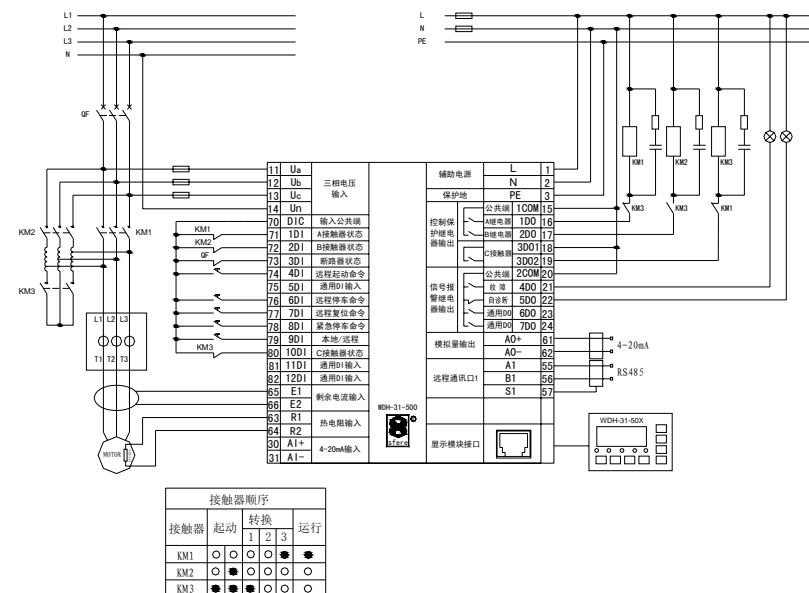 L1
L2
L3
N
QF
KM2
KM1
KM3
L1 L2 L3
T1 T2 T3
MOTOR
L
N
PE
KM1
KM2
KM3
KM3
KM3
KM1
11 Ua
12 Ub
13 Uc
14 Un
三相电压
输入
70 DIC 输入公共端
71 1DI A接触器状态
72 2DI B接触器状态
73 3DI 断路器状态
74 4DI 远程起动命令
75 5DI 通用DI输入
76 6DI 远程停车命令
77 7DI 远程复位命令
78 8DI 紧急停车命令
79 9DI 本地/远程
80 10DI C接触器状态
81 11DI 通用DI输入
82 12DI 通用DI输入
65 E1
66 E2
剩余电流输入
63 R1
64 R2
热电阻输入
30 AI+
31 AI-
4-20mA输入
KM1
KM2
QF
KM3
WDH-31-500
sfere
辅助电源
L 1
N 2
保护地 PE 3
控制保
护继电
器输出
公共端 1COM 15
A继电器 1DO 16
B继电器 2DO 17
C接触器
3DO1 18
3DO2 19
信号报
警继电
器输出
公共端 2COM 20
故 障 4DO 21
自诊断 5DO 22
通用DO 6DO 23
通用DO 7DO 24
模拟量输出
AO+ 61
AO- 62
远程通讯口1
A1 55
B1 56
S1 57
显示模块接口
4-20mA
RS485
WDH-31-50X
接触器顺序
接触器 起动 转换 运行
1 2 3
KM1
KM2
KM3